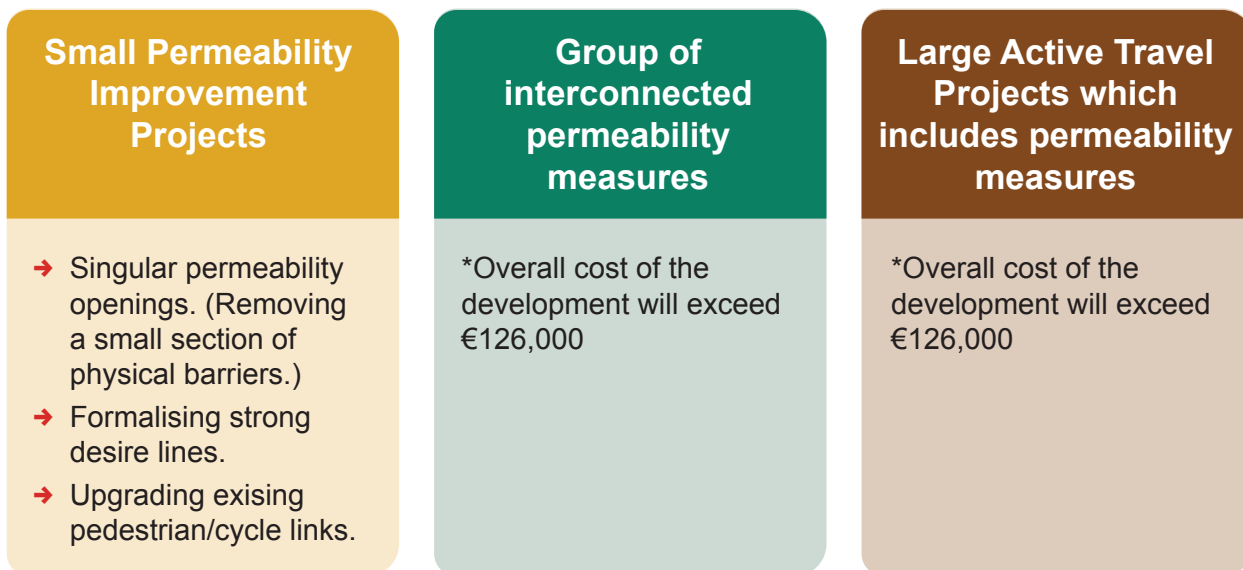 Small Permeability
Improvement
Projects
→ Singular permeability
openings. (Removing
a small section of
physical barriers.)
→ Formalising strong
desire lines.
→ Upgrading exising
pedestrian/cycle links.
Group of
interconnected
permeability
measures
*Overall cost of the
development will exceed
€126,000
Large Active Travel
Projects which
includes permeability
measures
*Overall cost of the
development will exceed
€126,000